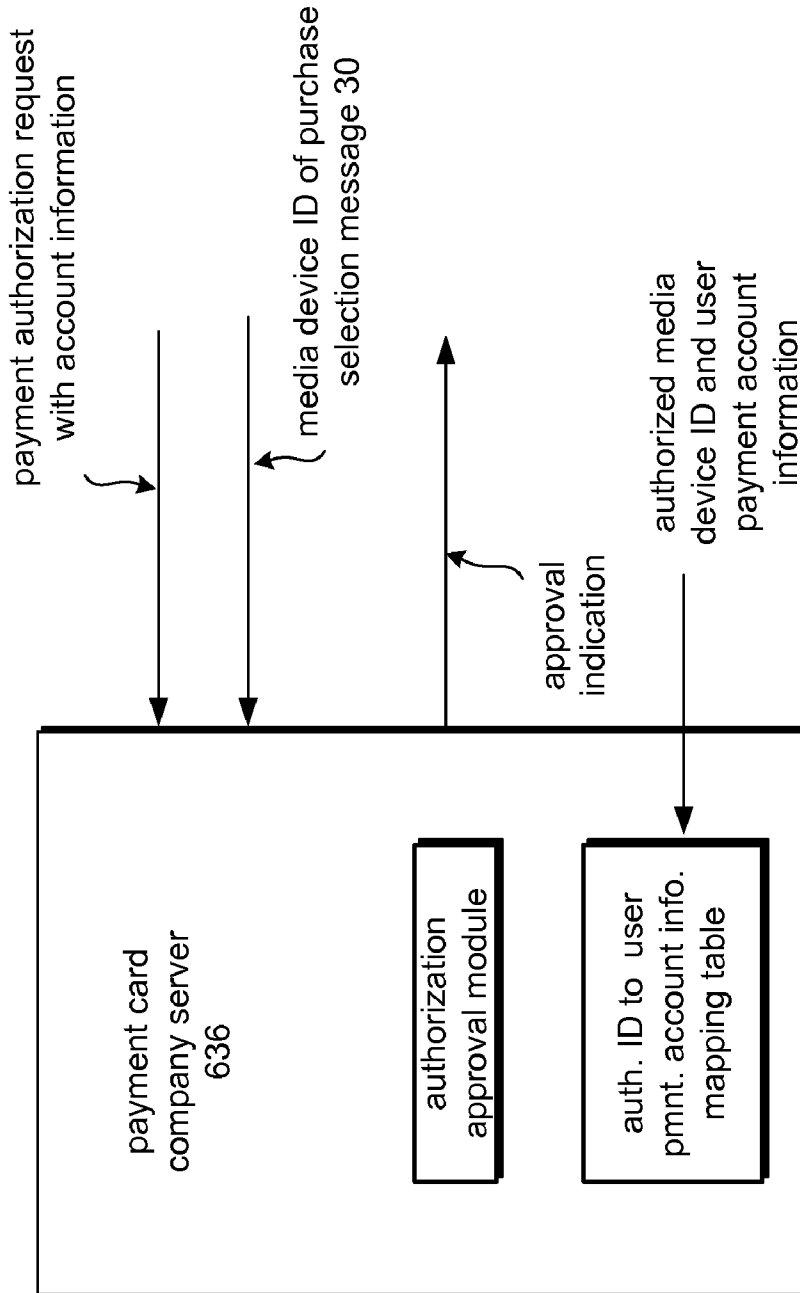 payment card
company server
636
authorization
approval module
auth. ID to user
pmnt. account info.
mapping table
payment authorization request
with account information
media device ID of purchase
selection message 30
approval
indication
authorized media
device ID and user
payment account
information